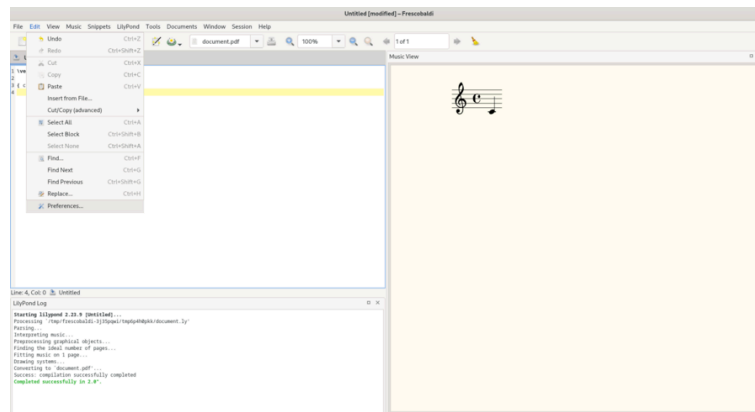 Untitled [modified] – Frescobaldi
File Edit View Music Snippets LilyPond Tools Documents Window Session Help
document.pdf 100% 1 of 1
Undo Ctrl+Z
Redo Ctrl+Shift+Z
Cut Ctrl+X
Copy Ctrl+C
Paste Ctrl+V
Insert from File...
Cut/Copy (advanced)
Select All Ctrl+A
Select Block Ctrl+Shift+B
Select None Ctrl+Shift+A
Find... Ctrl+F
Find Next Ctrl+G
Find Previous Ctrl+Shift+G
Replace... Ctrl+H
Preferences...
1 \ve
2
3 { c
4
Music View
Line: 4, Col: 0 Untitled
LilyPond Log
Starting lilypond 2.23.9 [Untitled]...
Parsing...
Interpreting music...
Preprocessing graphical objects...
Finding the ideal number of pages...
Fitting music on 1 page...
Drawing systems...
Converting to `document.pdf'...
Success: compilation successfully completed
Completed successfully in 2.0".